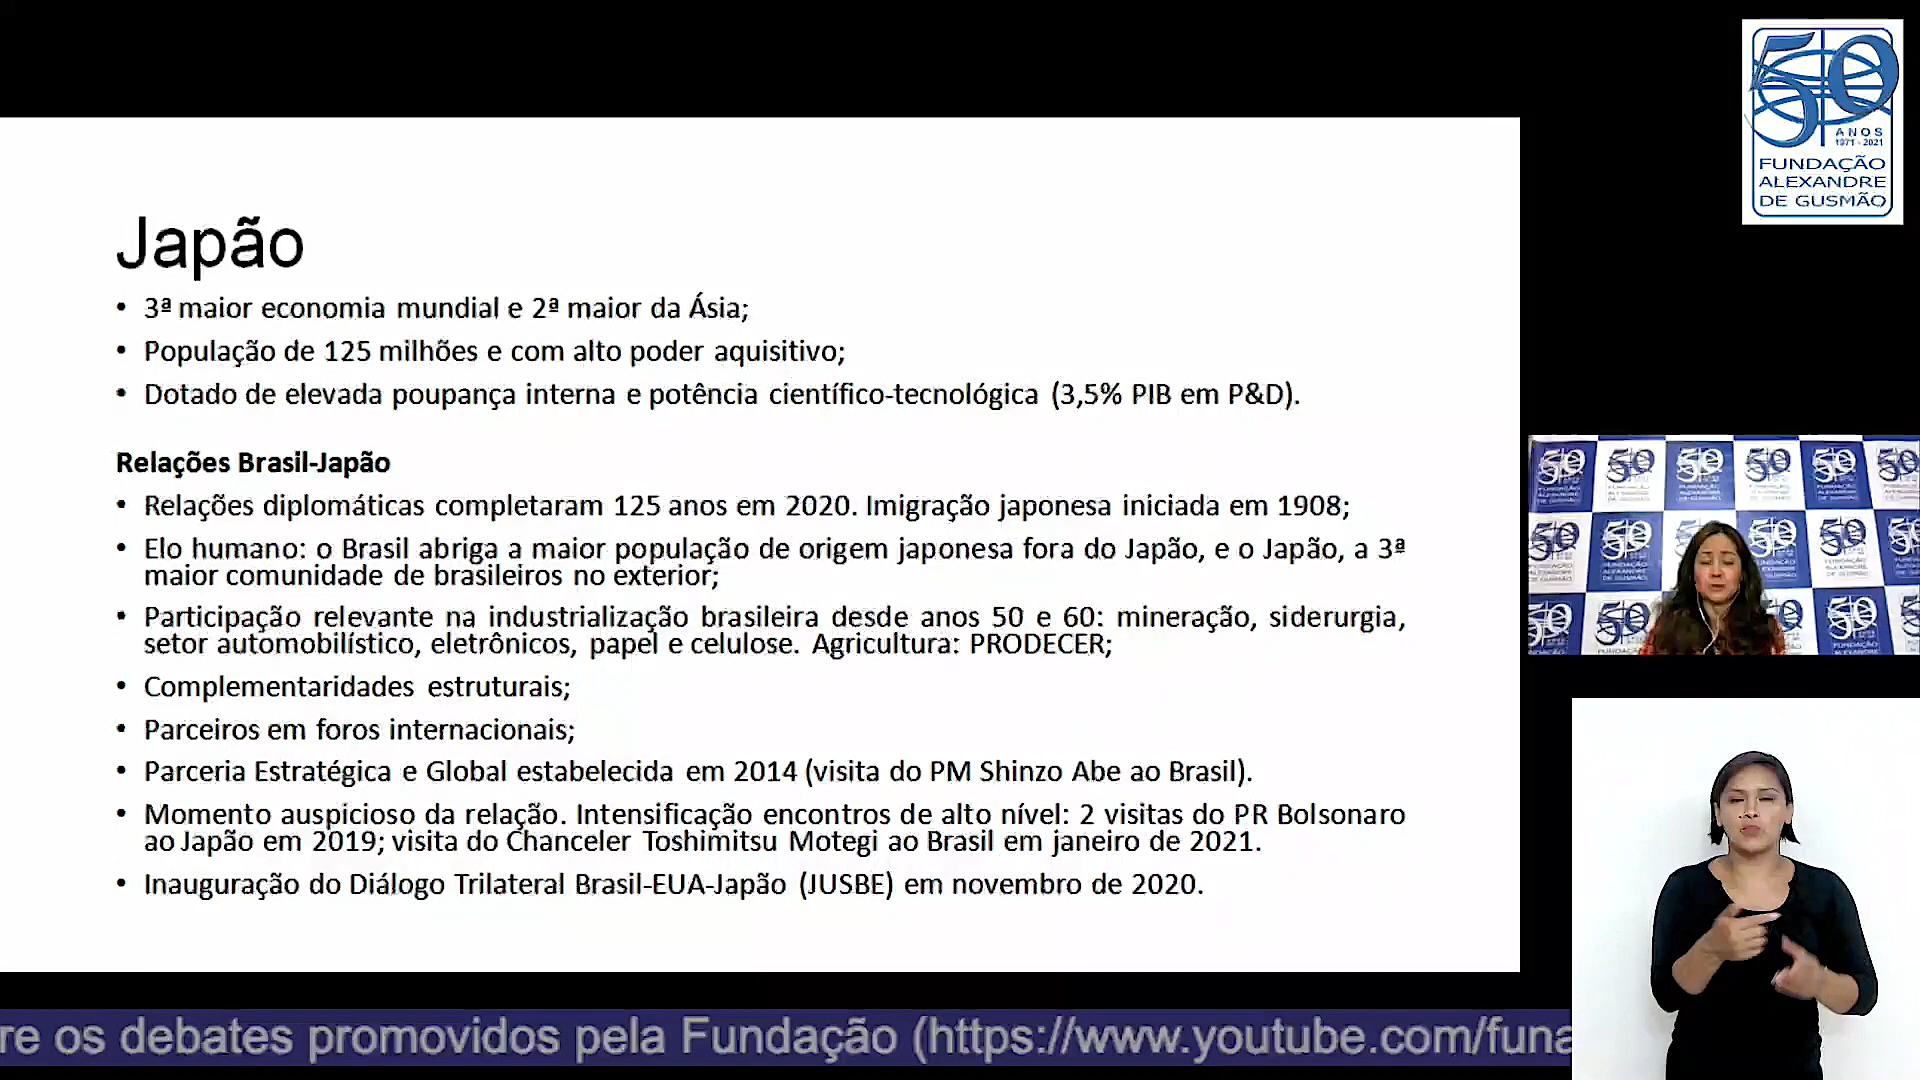 50
ANOS
1971 - 2021
FUNDAÇÃO
ALEXANDRE
DE GUSMÃO
Japão
• 3ª maior economia mundial e 2ª maior da Ásia;
• População de 125 milhões e com alto poder aquisitivo;
• Dotado de elevada poupança interna e potência científico-tecnológica (3,5% PIB em P&D).
Relações Brasil-Japão
• Relações diplomáticas completaram 125 anos em 2020. Imigração japonesa iniciada em 1908;
• Elo humano: o Brasil abriga a maior população de origem japonesa fora do Japão, e o Japão, a 3ª
maior comunidade de brasileiros no exterior;
• Participação relevante na industrialização brasileira desde anos 50 e 60: mineração, siderurgia,
setor automobilístico, eletrônicos, papel e celulose. Agricultura: PRODECER;
• Complementaridades estruturais;
• Parceiros em foros internacionais;
• Parceria Estratégica e Global estabelecida em 2014 (visita do PM Shinzo Abe ao Brasil).
• Momento auspicioso da relação. Intensificação encontros de alto nível: 2 visitas do PR Bolsonaro
ao Japão em 2019; visita do Chanceler Toshimitsu Motegi ao Brasil em janeiro de 2021.
• Inauguração do Diálogo Trilateral Brasil-EUA-Japão (JUSBE) em novembro de 2020.
re os debates promovidos pela Fundação (https://www.youtube.com/funa